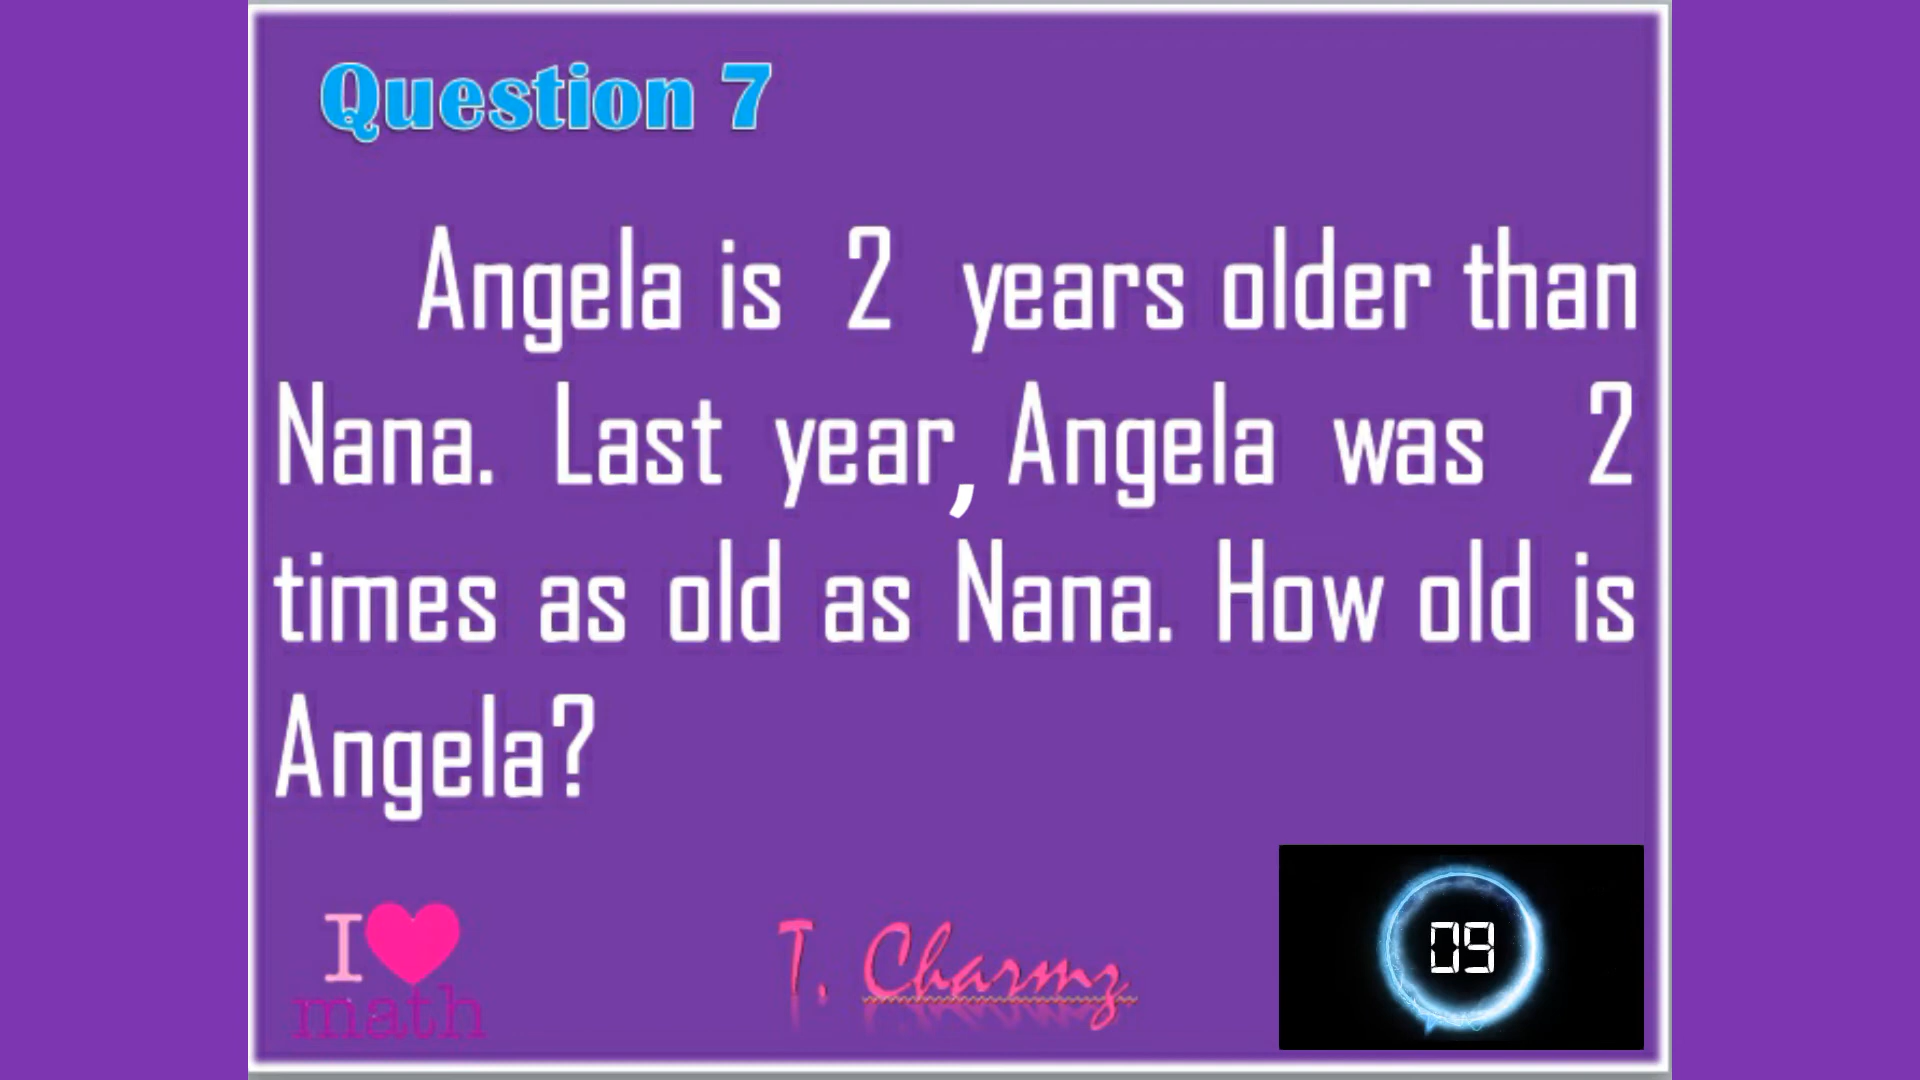 Question 7
Angela is 2 years older than
Nana. Last year, Angela was 2
times as old as Nana. How old is
Angela?
I
math
T. Charmz
09